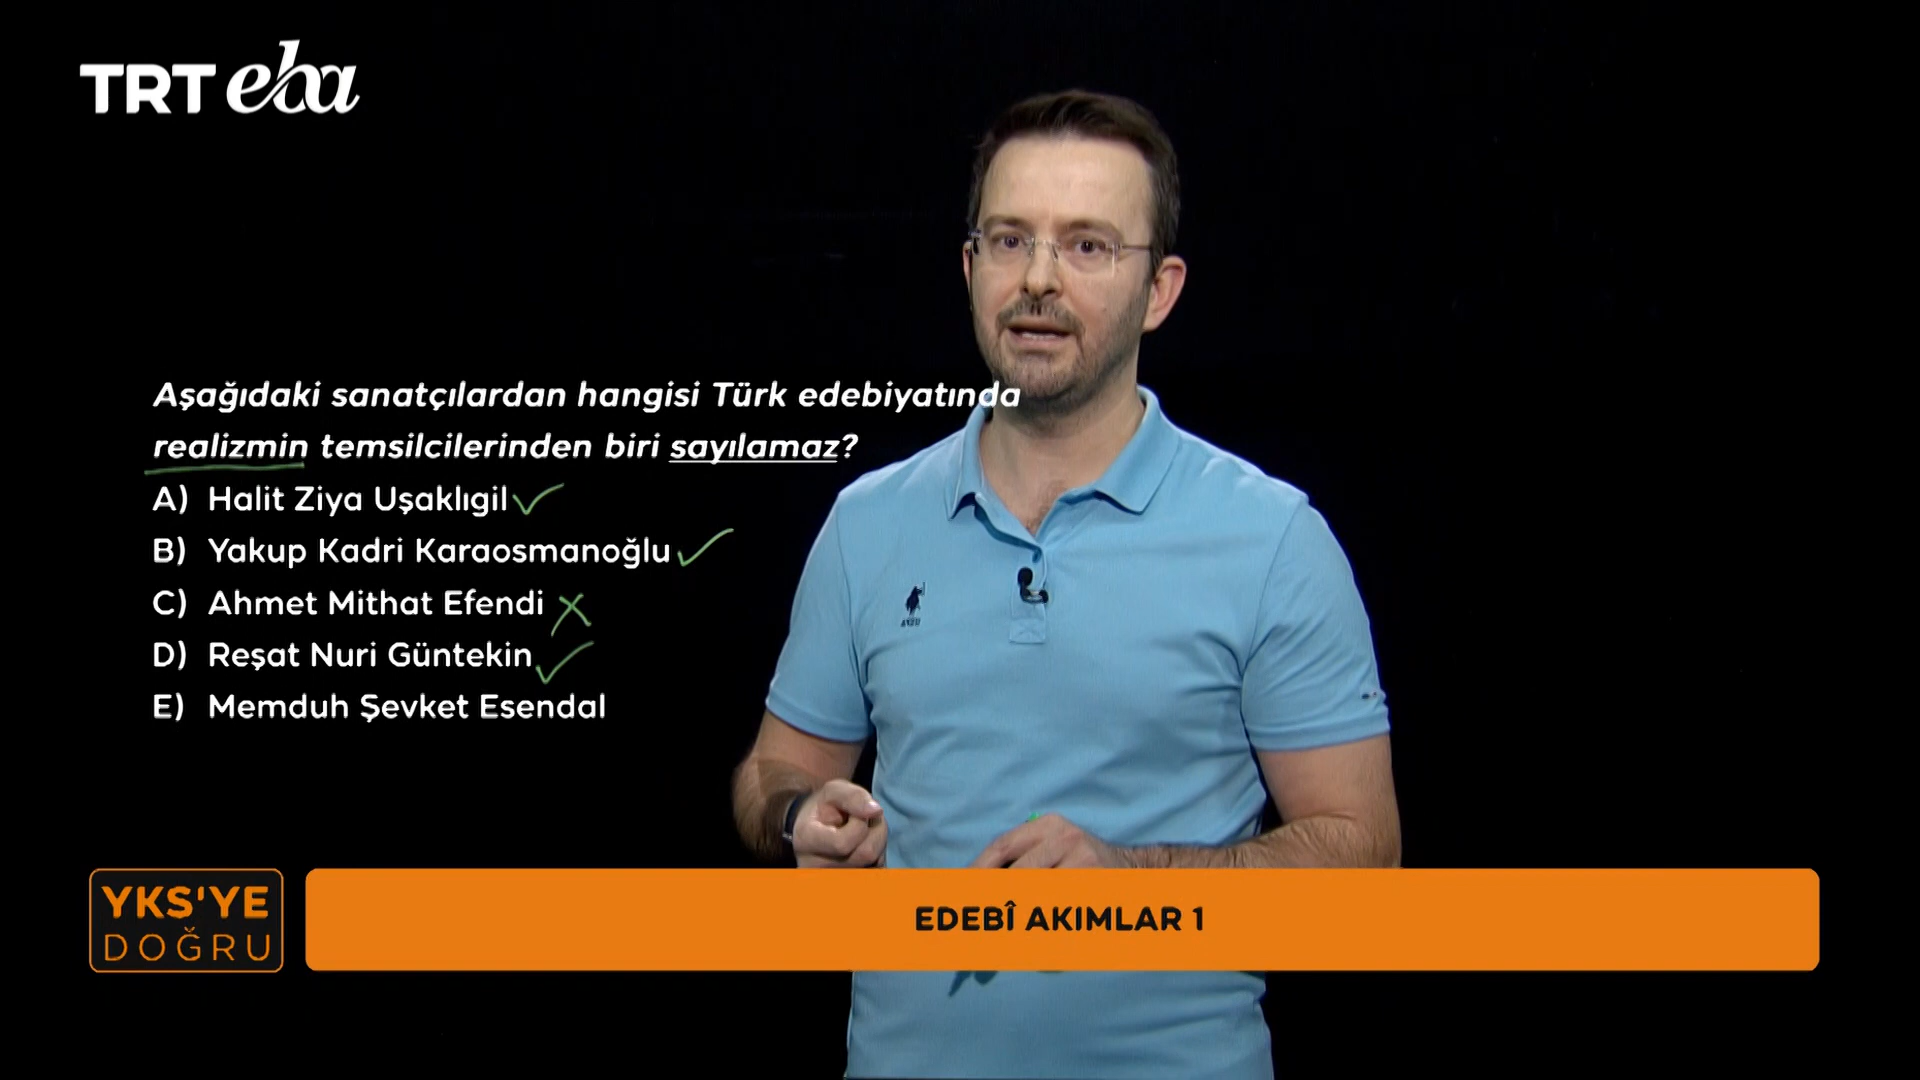 TRT eba
Aşağıdaki sanatçılardan hangisi Türk edebiyatında
realizmin temsilcilerinden biri sayılamaz?
A) Halit Ziya Uşaklıgil
B) Yakup Kadri Karaosmanoğlu
C) Ahmet Mithat Efendi
D) Reşat Nuri Güntekin
E) Memduh Şevket Esendal
YKS'YE
DOĞRU
EDEBÎ AKIMLAR 1